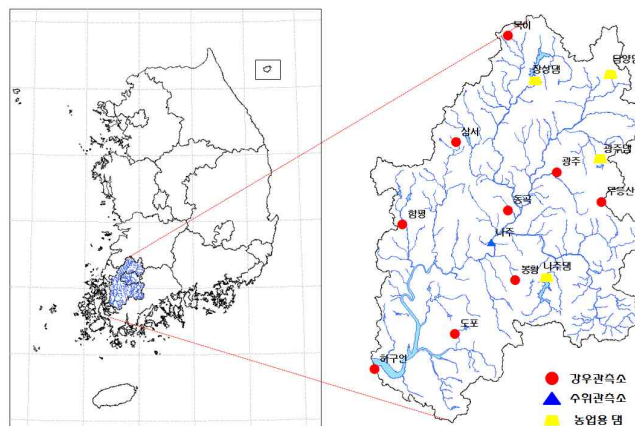 북이
장성댐
담양댐
삼서
광주댐
광주
무등산
동곡
함평
나주
봉황
나주댐
도포
하구언
강우관측소
수위관측소
농업용 댐